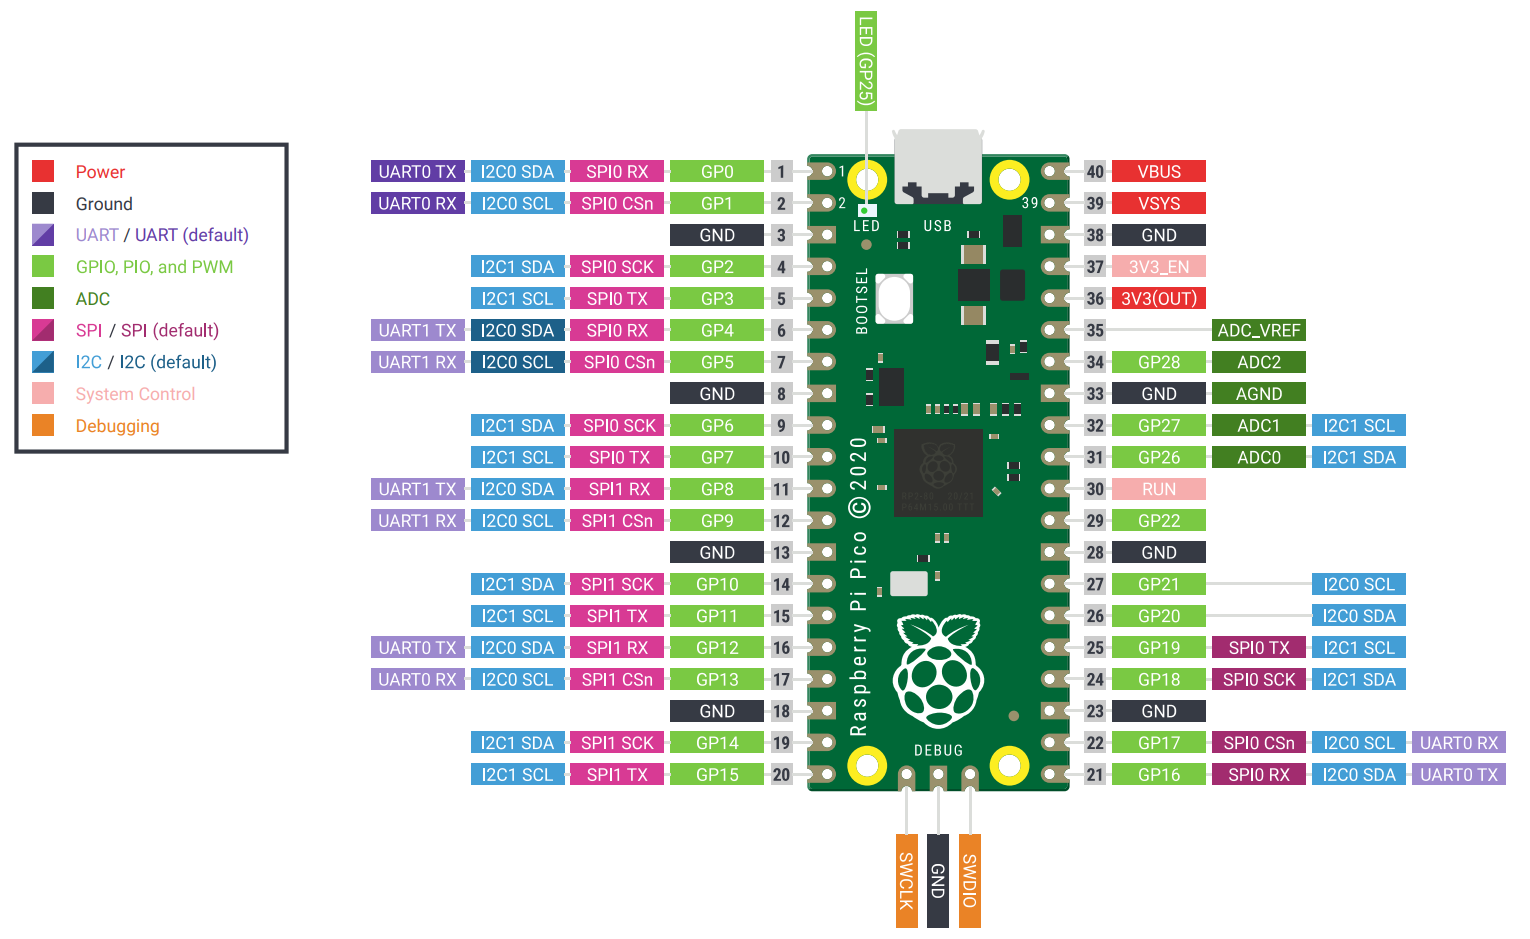 LED (GP25)
Power
Ground
UART / UART (default)
GPIO, PIO, and PWM
ADC
SPI / SPI (default)
I2C / I2C (default)
System Control
Debugging
UART0 TX I2C0 SDA SPI0 RX GP0 1
UART0 RX I2C0 SCL SPI0 CSn GP1 2
GND 3
I2C1 SDA SPI0 SCK GP2 4
I2C1 SCL SPI0 TX GP3 5
UART1 TX I2C0 SDA SPI0 RX GP4 6
UART1 RX I2C0 SCL SPI0 CSn GP5 7
GND 8
I2C1 SDA SPI0 SCK GP6 9
I2C1 SCL SPI0 TX GP7 10
UART1 TX I2C0 SDA SPI1 RX GP8 11
UART1 RX I2C0 SCL SPI1 CSn GP9 12
GND 13
I2C1 SDA SPI1 SCK GP10 14
I2C1 SCL SPI1 TX GP11 15
UART0 TX I2C0 SDA SPI1 RX GP12 16
UART0 RX I2C0 SCL SPI1 CSn GP13 17
GND 18
I2C1 SDA SPI1 SCK GP14 19
I2C1 SCL SPI1 TX GP15 20
1
2
39
LED
USB
BOOTSEL
Raspberry Pi Pico © 2020
DEBUG
40 VBUS
39 VSYS
38 GND
37 3V3_EN
36 3V3(OUT)
35 ADC_VREF
34 GP28 ADC2
33 GND AGND
32 GP27 ADC1 I2C1 SCL
31 GP26 ADC0 I2C1 SDA
30 RUN
29 GP22
28 GND
27 GP21 I2C0 SCL
26 GP20 I2C0 SDA
25 GP19 SPI0 TX I2C1 SCL
24 GP18 SPI0 SCK I2C1 SDA
23 GND
22 GP17 SPI0 CSn I2C0 SCL UART0 RX
21 GP16 SPI0 RX I2C0 SDA UART0 TX
SWCLK
GND
SWDIO